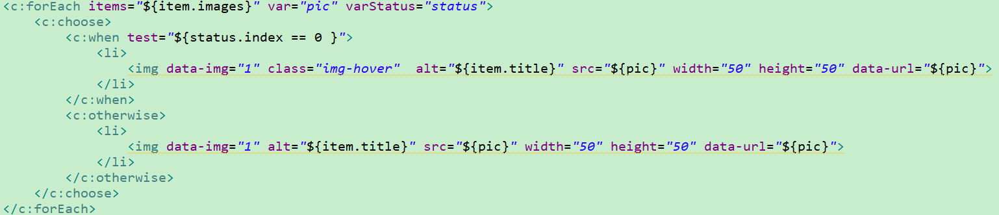 <c:forEach items="${item.images}" var="pic" varStatus="status">
    <c:choose>
        <c:when test="${status.index == 0 }">
            <li>
                <img data-img="1" class="img-hover"  alt="${item.title}" src="${pic}" width="50" height="50" data-url="${pic}">
            </li>
        </c:when>
        <c:otherwise>
            <li>
                <img data-img="1" alt="${item.title}" src="${pic}" width="50" height="50" data-url="${pic}">
            </li>
        </c:otherwise>
    </c:choose>
</c:forEach>